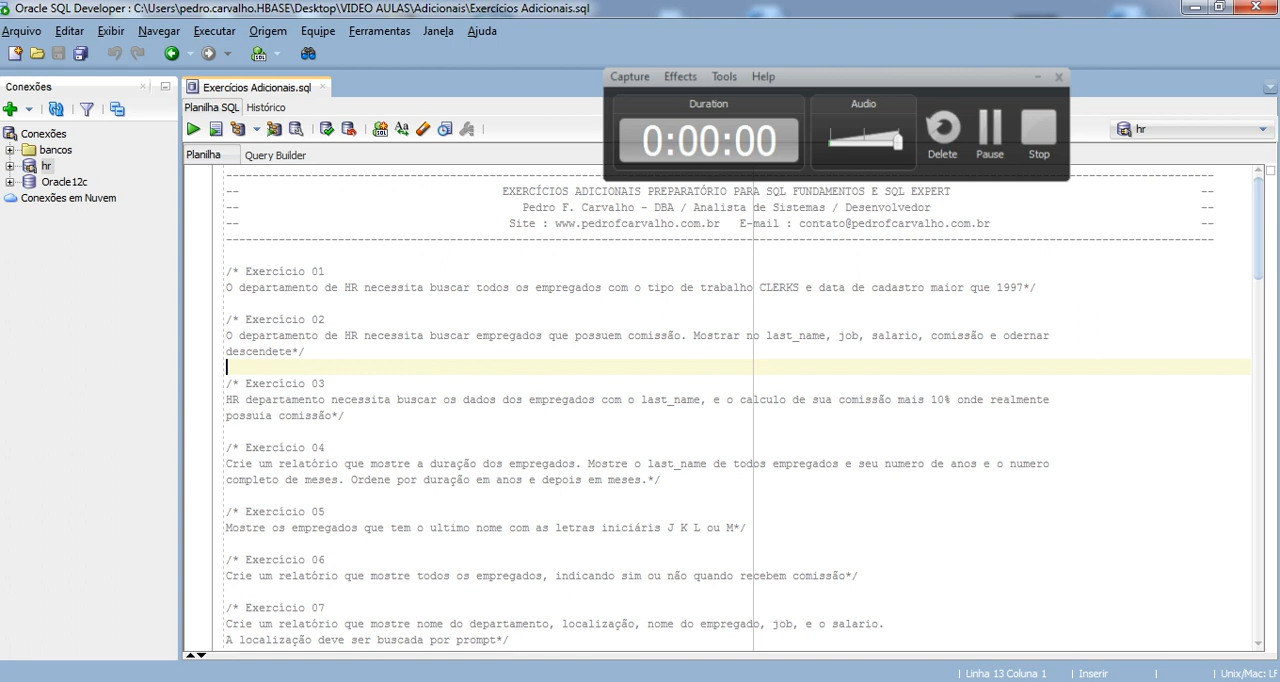 Oracle SQL Developer : C:\Users\pedro.carvalho.HBASE\Desktop\VIDEO AULAS\Adicionais\Exercícios Adicionais.sql
Arquivo Editar Exibir Navegar Executar Origem Equipe Ferramentas Janela Ajuda
Capture Effects Tools Help
Duration Audio
0:00:00
Delete Pause Stop
Conexões
Conexões
bancos
hr
Oracle12c
Conexões em Nuvem
Exercícios Adicionais.sql
Planilha SQL Histórico
hr
Planilha Query Builder
-- EXERCÍCIOS ADICIONAIS PREPARATÓRIO PARA SQL FUNDAMENTOS E SQL EXPERT --
-- Pedro F. Carvalho - DBA / Analista de Sistemas / Desenvolvedor --
-- Site : www.pedrofcarvalho.com.br E-mail : contato@pedrofcarvalho.com.br --
/* Exercício 01
O departamento de HR necessita buscar todos os empregados com o tipo de trabalho CLERKS e data de cadastro maior que 1997*/
/* Exercício 02
O departamento de HR necessita buscar empregados que possuem comissão. Mostrar no last_name, job, salario, comissão e odernar
descendete*/
/* Exercício 03
HR departamento necessita buscar os dados dos empregados com o last_name, e o calculo de sua comissão mais 10% onde realmente
possuia comissão*/
/* Exercício 04
Crie um relatório que mostre a duração dos empregados. Mostre o last_name de todos empregados e seu numero de anos e o numero
completo de meses. Ordene por duração em anos e depois em meses.*/
/* Exercício 05
Mostre os empregados que tem o ultimo nome com as letras iniciáris J K L ou M*/
/* Exercício 06
Crie um relatório que mostre todos os empregados, indicando sim ou não quando recebem comissão*/
/* Exercício 07
Crie um relatório que mostre nome do departamento, localização, nome do empregado, job, e o salario.
A localização deve ser buscada por prompt*/
Linha 13 Coluna 1 Inserir Unix/Mac: LF